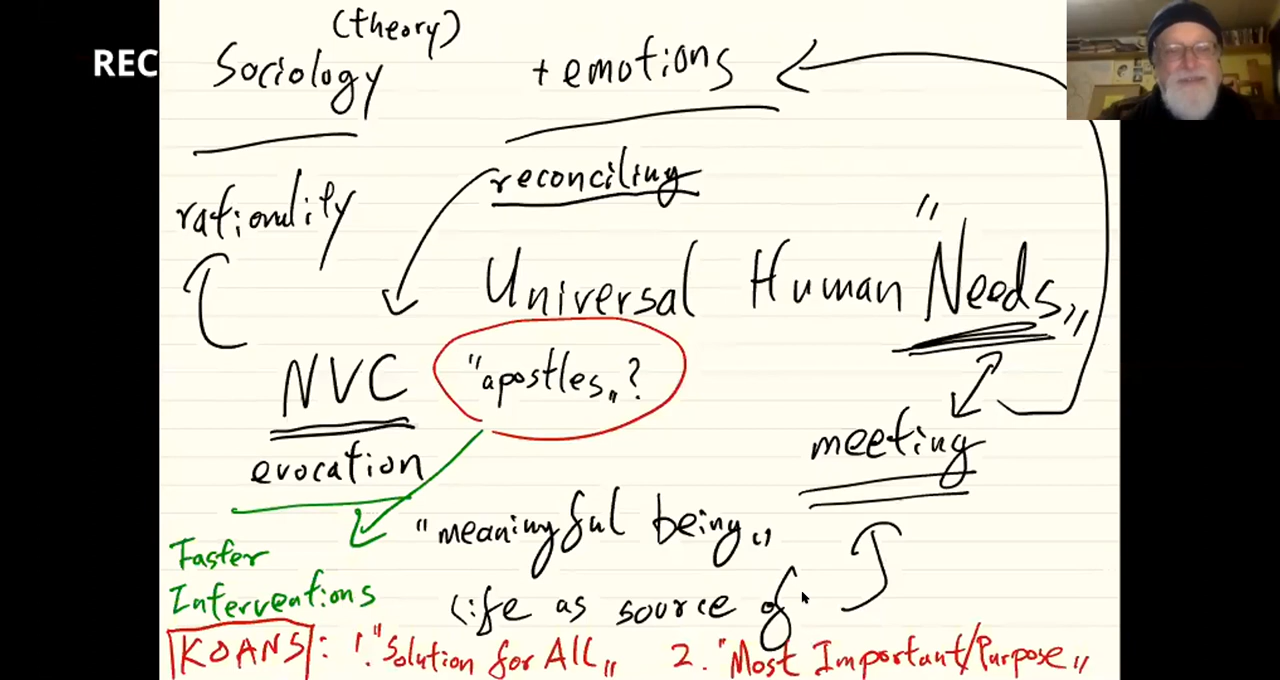 (theory)
REC
Sociology + emotions
reconciling
rationality
Universal Human "Needs"
NVC "apostles"?
meeting
evocation
"meaningful being"
Faster
Interventions
Life as source of
KOANS: 1. "Solution for All" 2. "Most Important/Purpose"